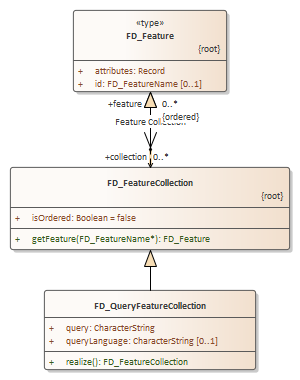 «type»
FD_Feature
{root}
+ attributes: Record
+ id: FD_FeatureName [0..1]
+feature 0..*
{ordered}
Feature Collection
+collection 0..*
FD_FeatureCollection
{root}
+ isOrdered: Boolean = false
+ getFeature(FD_FeatureName*): FD_Feature
FD_QueryFeatureCollection
+ query: CharacterString
+ queryLanguage: CharacterString [0..1]
+ realize(): FD_FeatureCollection